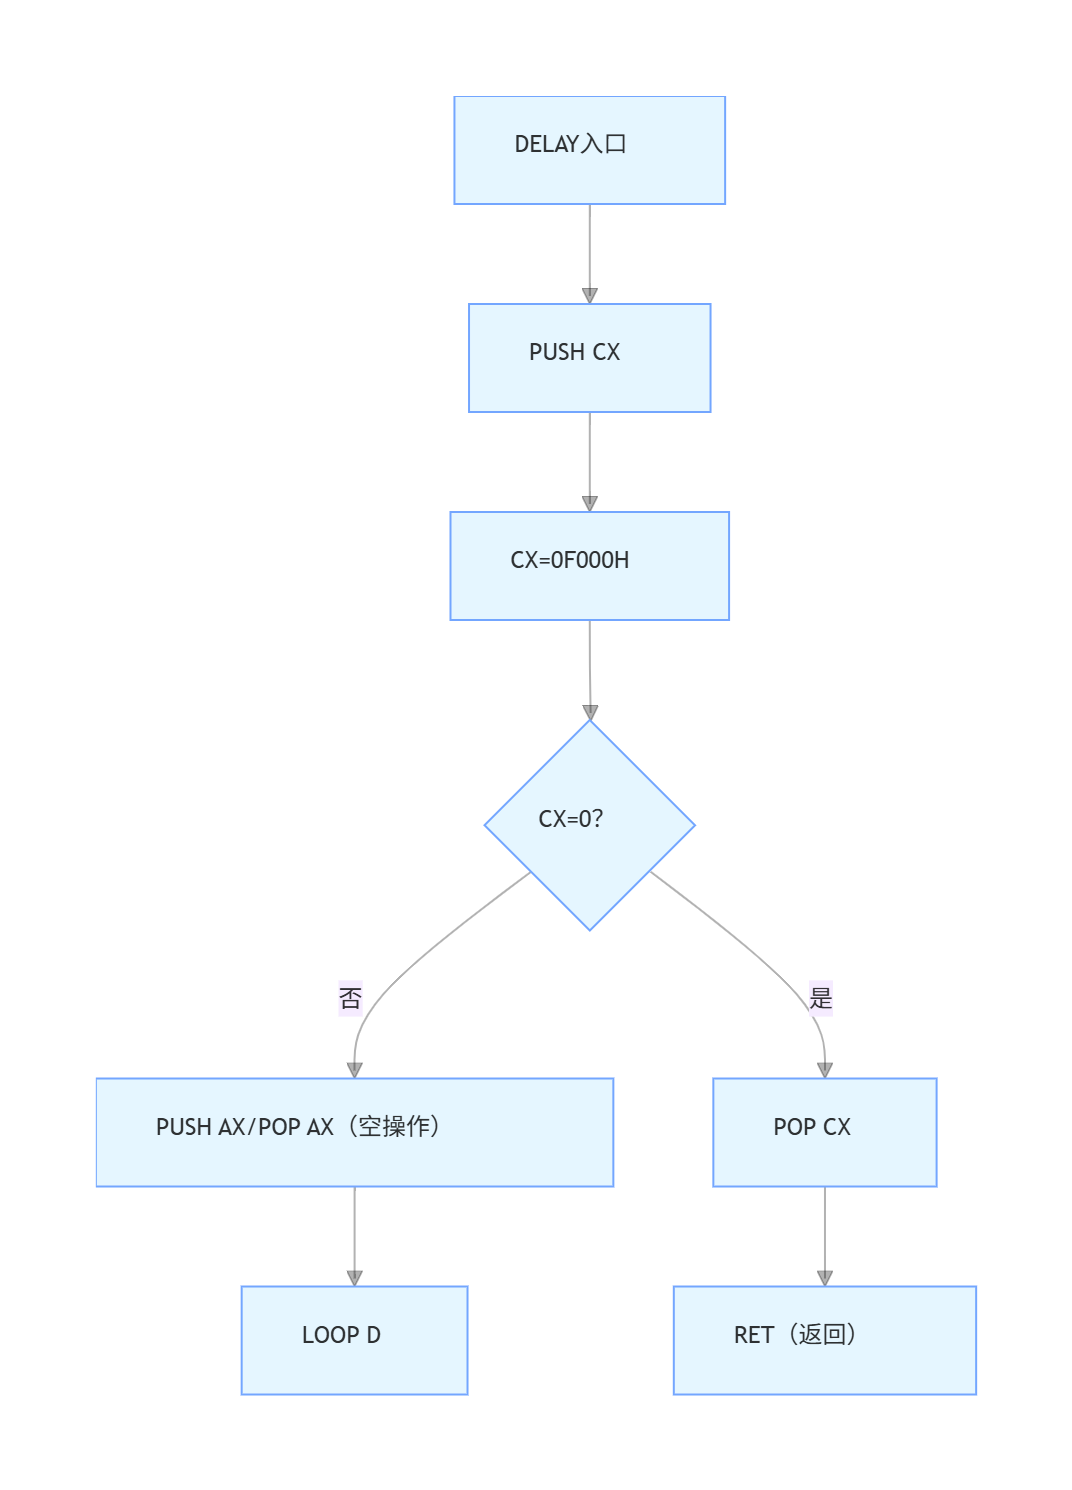 DELAY入口
PUSH CX
CX=0F000H
CX=0?
否
是
PUSH AX/POP AX（空操作）
POP CX
LOOP D
RET（返回）